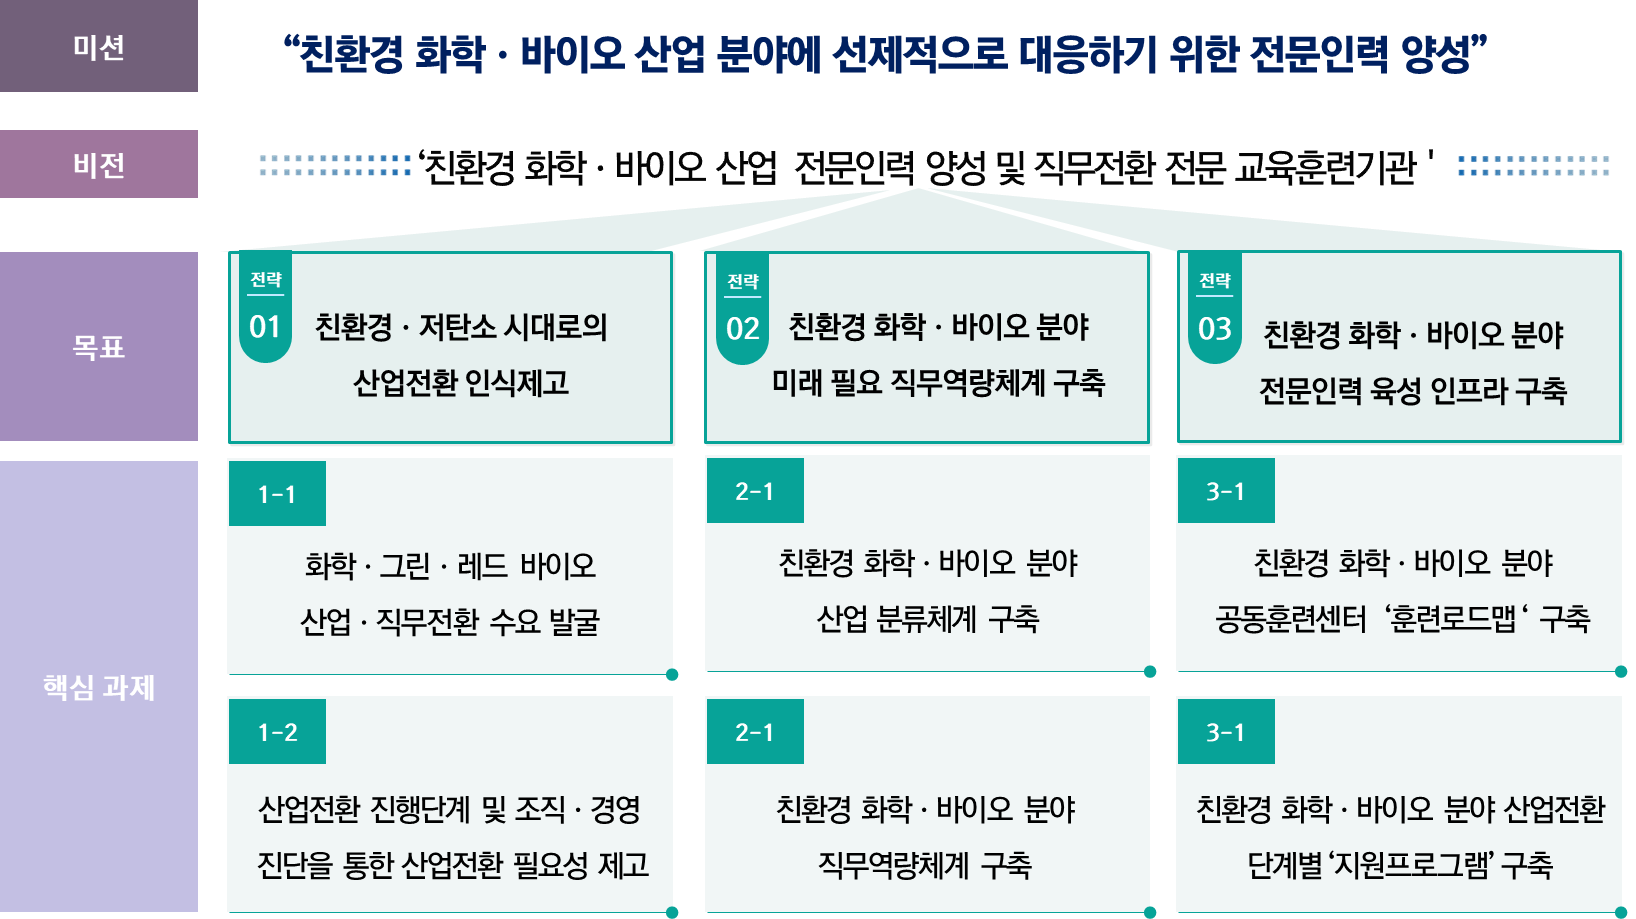 미션
“친환경 화학 · 바이오 산업 분야에 선제적으로 대응하기 위한 전문인력 양성”
비전
‘친환경 화학 · 바이오 산업 전문인력 양성 및 직무전환 전문 교육훈련기관 '
목표
전략
01
친환경 · 저탄소 시대로의
산업전환 인식제고
전략
02
친환경 화학 · 바이오 분야
미래 필요 직무역량체계 구축
전략
03
친환경 화학 · 바이오 분야
전문인력 육성 인프라 구축
핵심 과제
1-1
화학 · 그린 · 레드 바이오
산업 · 직무전환 수요 발굴
2-1
친환경 화학 · 바이오 분야
산업 분류체계 구축
3-1
친환경 화학 · 바이오 분야
공동훈련센터 ‘훈련로드맵 ‘ 구축
1-2
산업전환 진행단계 및 조직 · 경영
진단을 통한 산업전환 필요성 제고
2-1
친환경 화학 · 바이오 분야
직무역량체계 구축
3-1
친환경 화학 · 바이오 분야 산업전환
단계별 ‘지원프로그램’ 구축